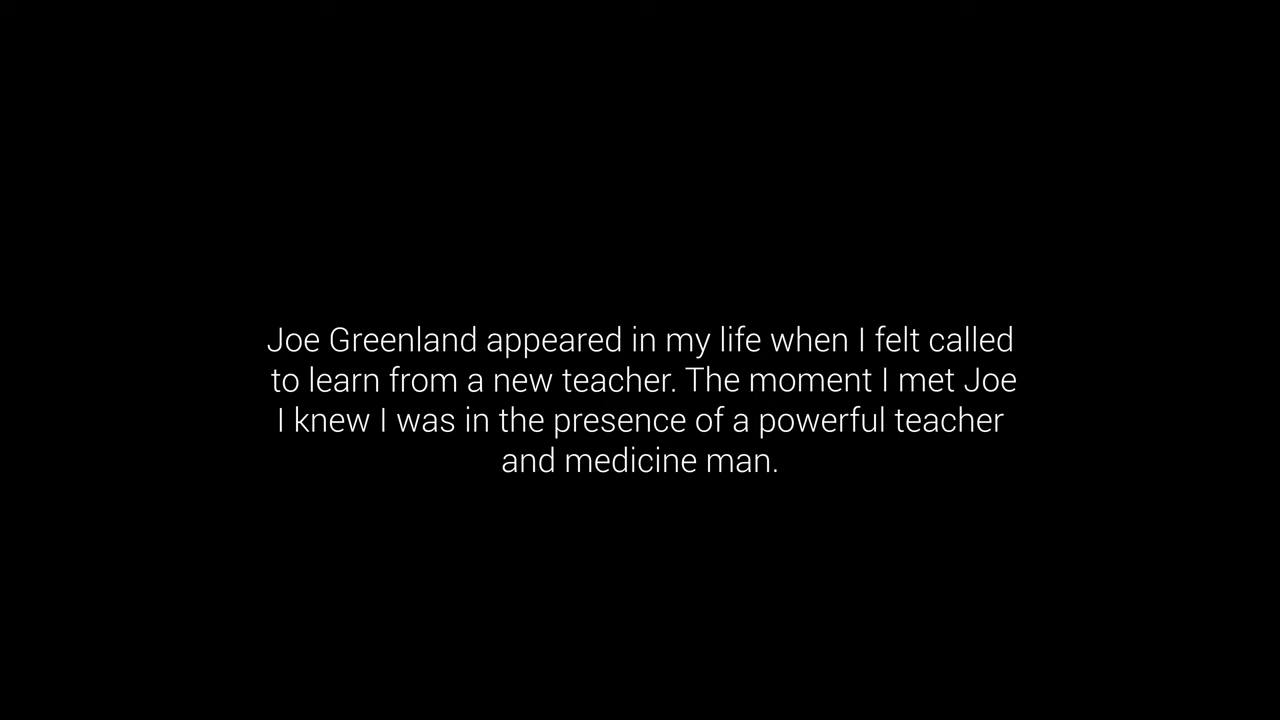 Joe Greenland appeared in my life when I felt called
to learn from a new teacher. The moment I met Joe
I knew I was in the presence of a powerful teacher
and medicine man.